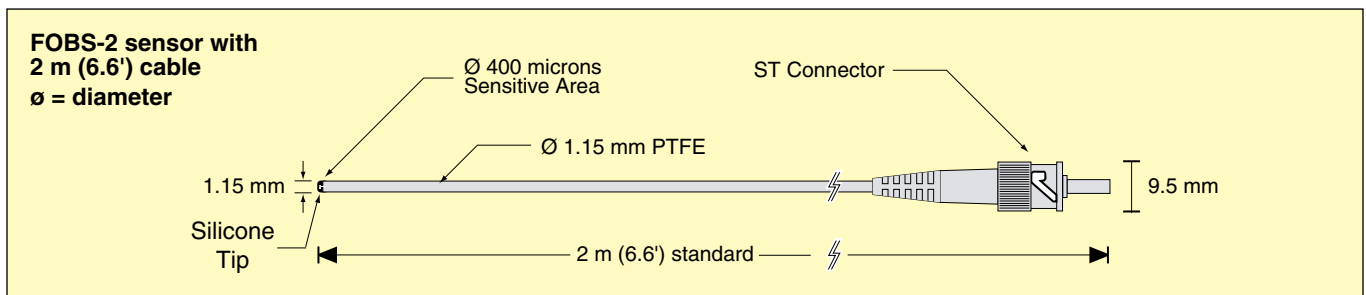 FOBS-2 sensor with
2 m (6.6') cable
ø = diameter
Ø 400 microns
Sensitive Area
ST Connector
Ø 1.15 mm PTFE
1.15 mm
9.5 mm
Silicone
Tip
2 m (6.6') standard